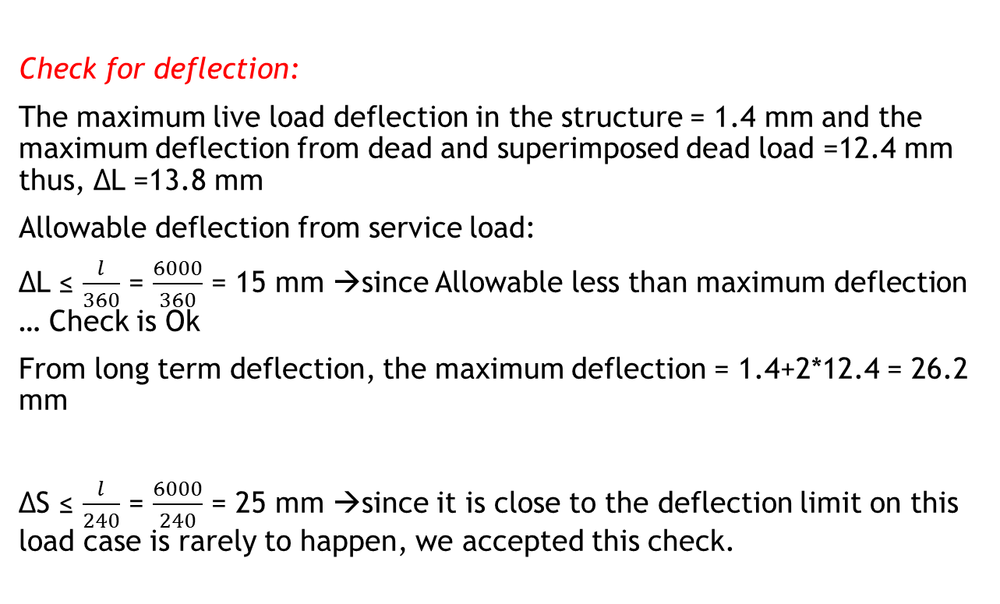 Check for deflection:
The maximum live load deflection in the structure = 1.4 mm and the
maximum deflection from dead and superimposed dead load =12.4 mm
thus, ΔL =13.8 mm
Allowable deflection from service load:
ΔL ≤ l/360 = 6000/360 = 15 mm →since Allowable less than maximum deflection
... Check is Ok
From long term deflection, the maximum deflection = 1.4+2*12.4 = 26.2
mm
ΔS ≤ l/240 = 6000/240 = 25 mm →since it is close to the deflection limit on this
load case is rarely to happen, we accepted this check.